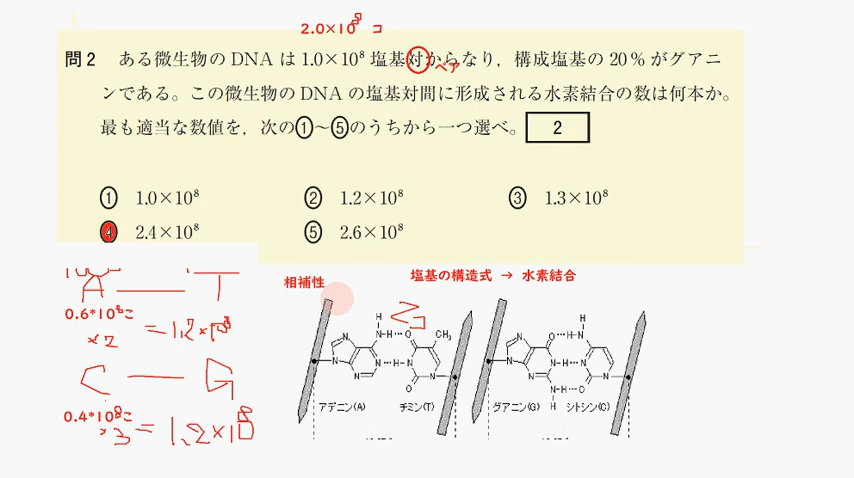 2.0×10⁸ コ
問2 ある微生物のDNAは1.0×10⁸塩基対からなり，構成塩基の20％がグアニ
ペア
ンである。この微生物のDNAの塩基対間に形成される水素結合の数は何本か。
最も適当な数値を，次の①～⑤のうちから一つ選べ。 2
① 1.0×10⁸ ② 1.2×10⁸ ③ 1.3×10⁸
④ 2.4×10⁸ ⑤ 2.6×10⁸
相補性
塩基の構造式 → 水素結合
A T
0.6*10⁸こ
×2 =1.2×10⁸
C G
0.4*10⁸こ
×3 = 1.2×10⁸
H
N H O CH₃
N N H N
N N N
O
O H N
N N H N
N N N
N H O
H
アデニン(A) チミン(T) グアニン(G) シトシン(C)